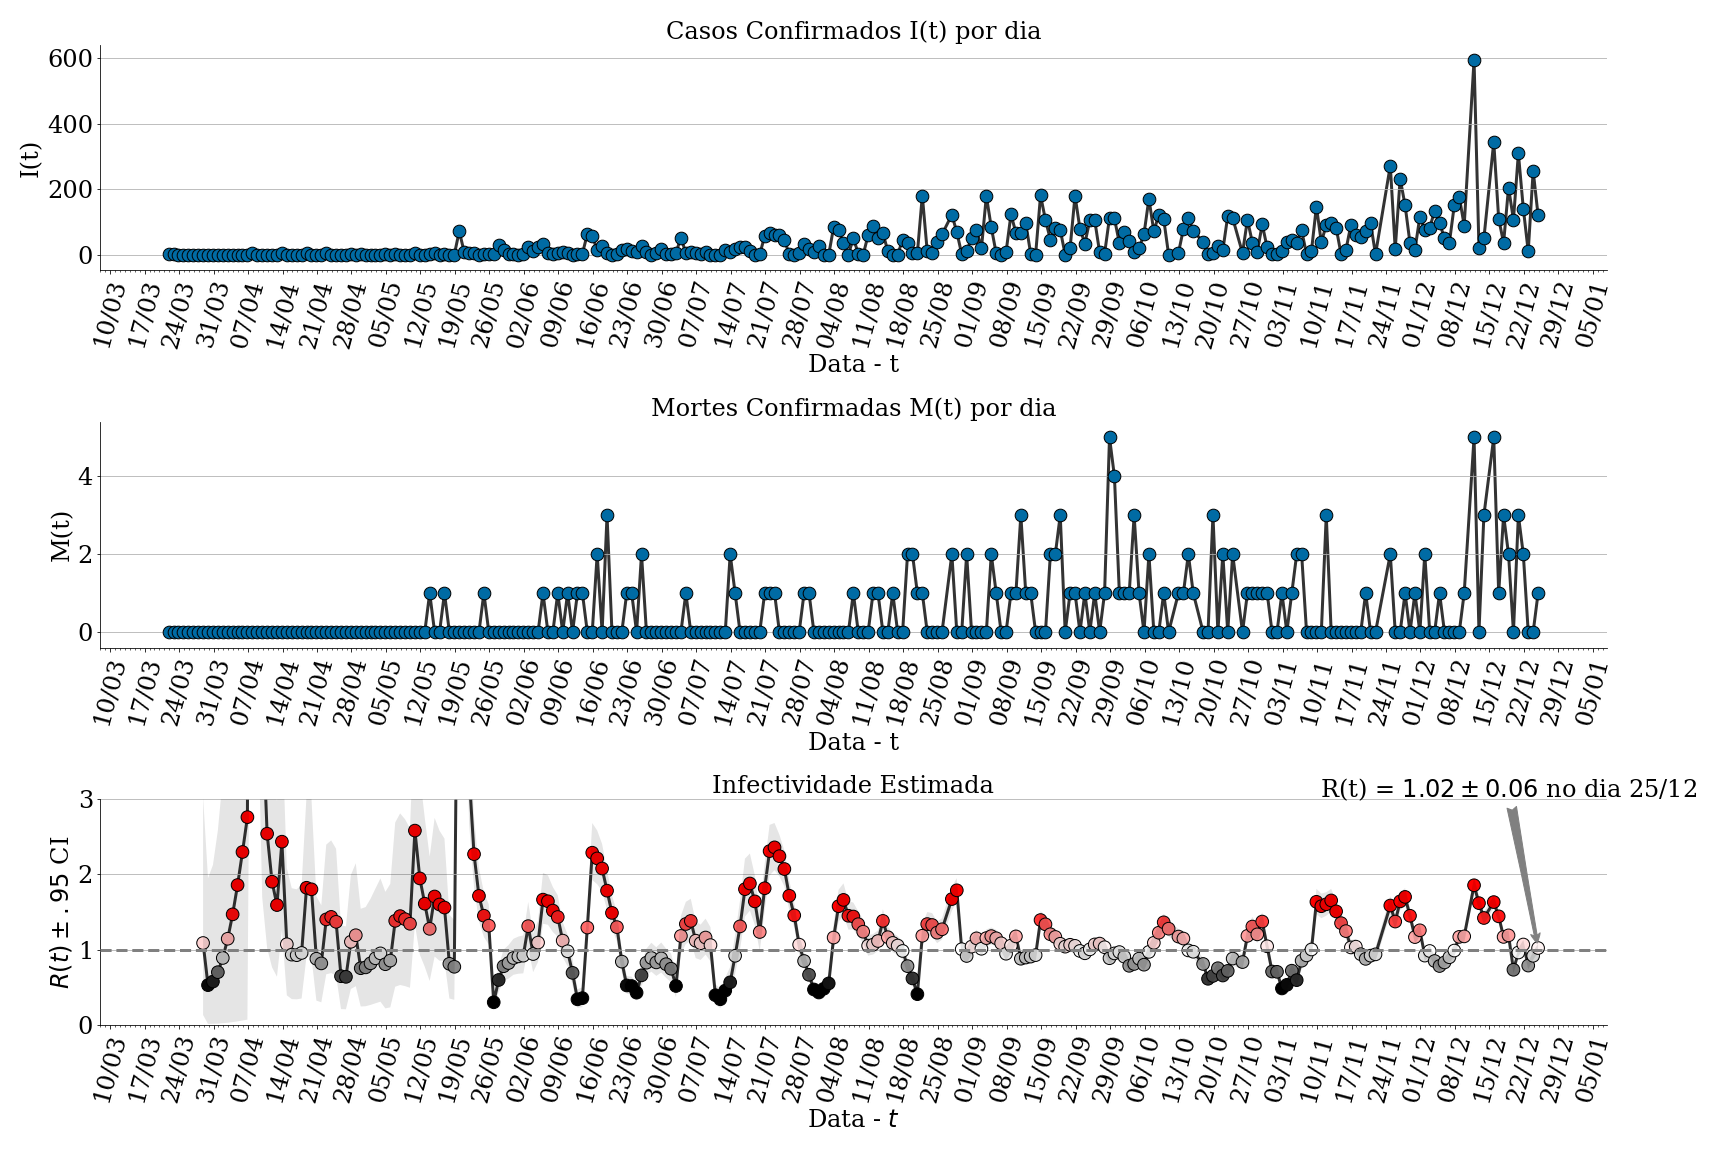 Casos Confirmados I(t) por dia
600
400
200
0
I(t)
10/03 17/03 24/03 31/03 07/04 14/04 21/04 28/04 05/05 12/05 19/05 26/05 02/06 09/06 16/06 23/06 30/06 07/07 14/07 21/07 28/07 04/08 11/08 18/08 25/08 01/09 08/09 15/09 22/09 29/09 06/10 13/10 20/10 27/10 03/11 10/11 17/11 24/11 01/12 08/12 15/12 22/12 29/12 05/01
Data - t
Mortes Confirmadas M(t) por dia
4
2
0
M(t)
10/03 17/03 24/03 31/03 07/04 14/04 21/04 28/04 05/05 12/05 19/05 26/05 02/06 09/06 16/06 23/06 30/06 07/07 14/07 21/07 28/07 04/08 11/08 18/08 25/08 01/09 08/09 15/09 22/09 29/09 06/10 13/10 20/10 27/10 03/11 10/11 17/11 24/11 01/12 08/12 15/12 22/12 29/12 05/01
Data - t
Infectividade Estimada
R(t) = 1.02 ± 0.06 no dia 25/12
3
2
1
0
R(t) ± .95 CI
10/03 17/03 24/03 31/03 07/04 14/04 21/04 28/04 05/05 12/05 19/05 26/05 02/06 09/06 16/06 23/06 30/06 07/07 14/07 21/07 28/07 04/08 11/08 18/08 25/08 01/09 08/09 15/09 22/09 29/09 06/10 13/10 20/10 27/10 03/11 10/11 17/11 24/11 01/12 08/12 15/12 22/12 29/12 05/01
Data - t